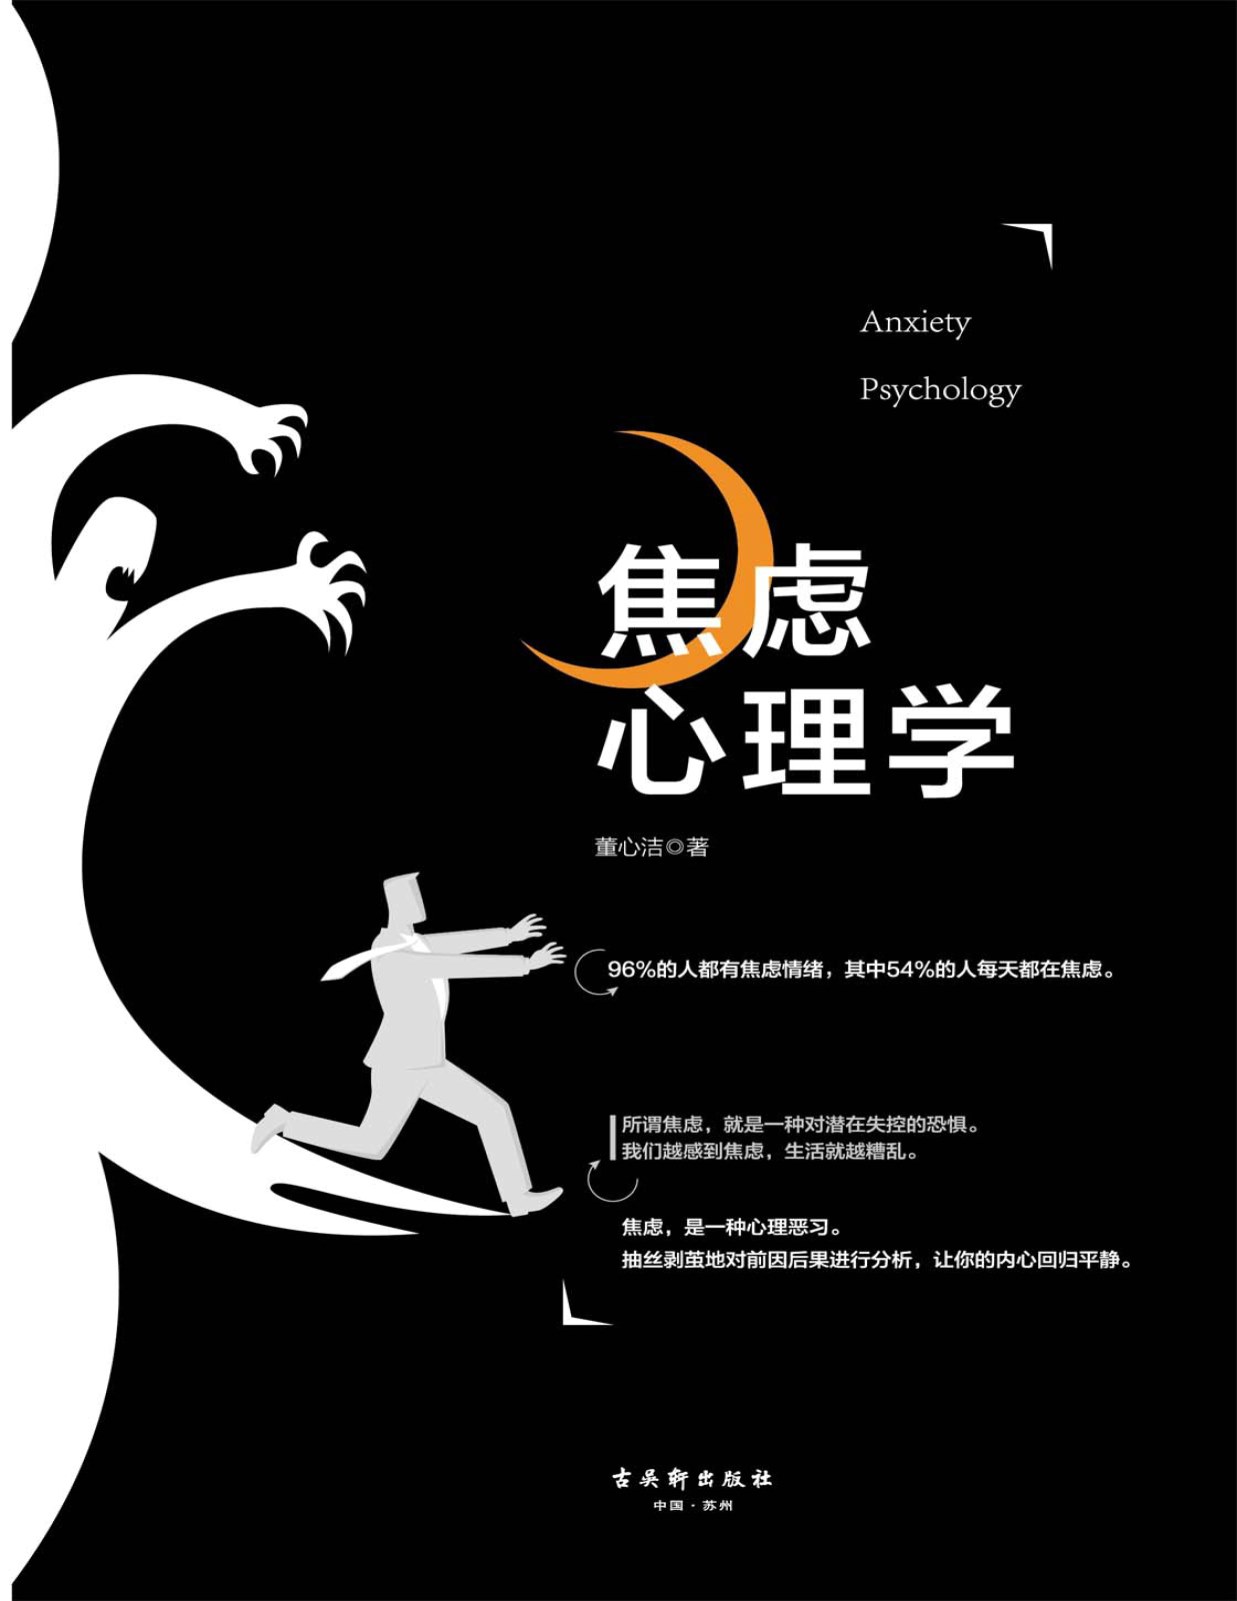 Anxiety
Psychology
焦虑
心理学
董心洁◎著
96%的人都有焦虑情绪，其中54%的人每天都在焦虑。
所谓焦虑，就是一种对潜在失控的恐惧。
我们越感到焦虑，生活就越糟乱。
焦虑，是一种心理恶习。
抽丝剥茧地对前因后果进行分析，让你的内心回归平静。
古吴轩出版社
中国·苏州